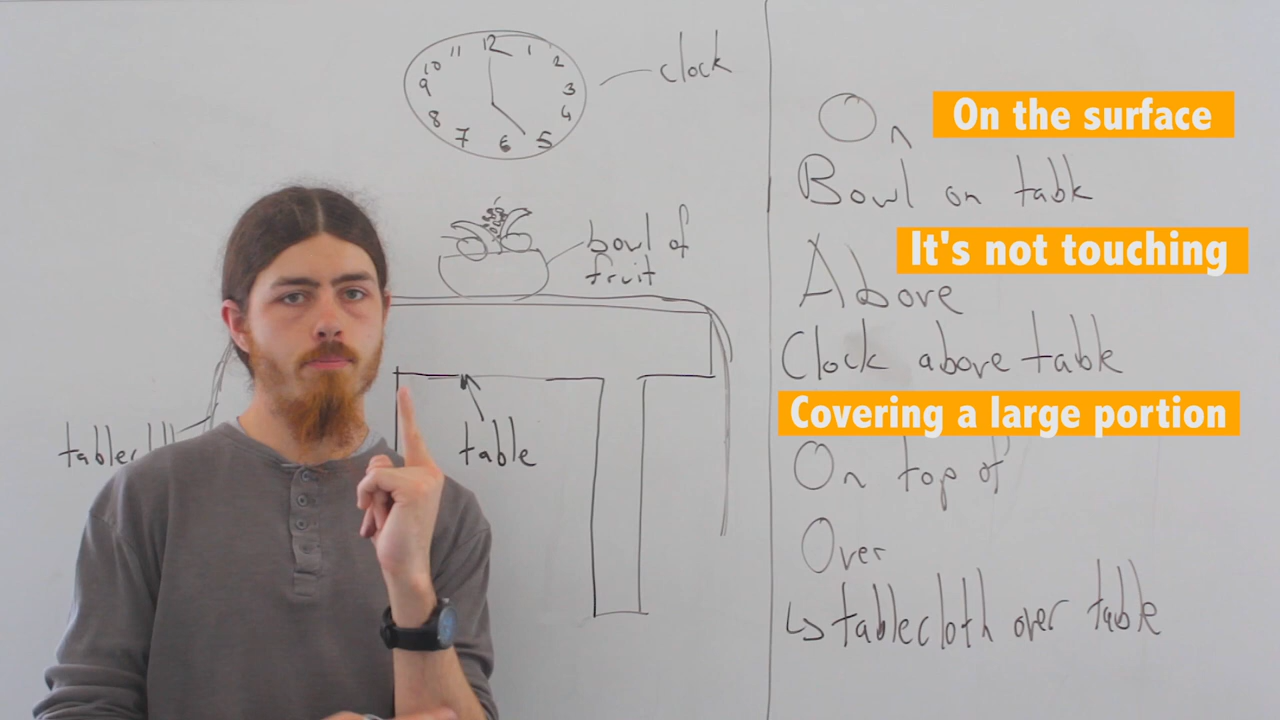 12
11
1
10
2
9
3
8
4
7
6
5
clock
bowl of
fruit
table
On
On the surface
Bowl on table
It's not touching
Above
Clock above table
Covering a large portion
On top of
Over
↳ tablecloth over table